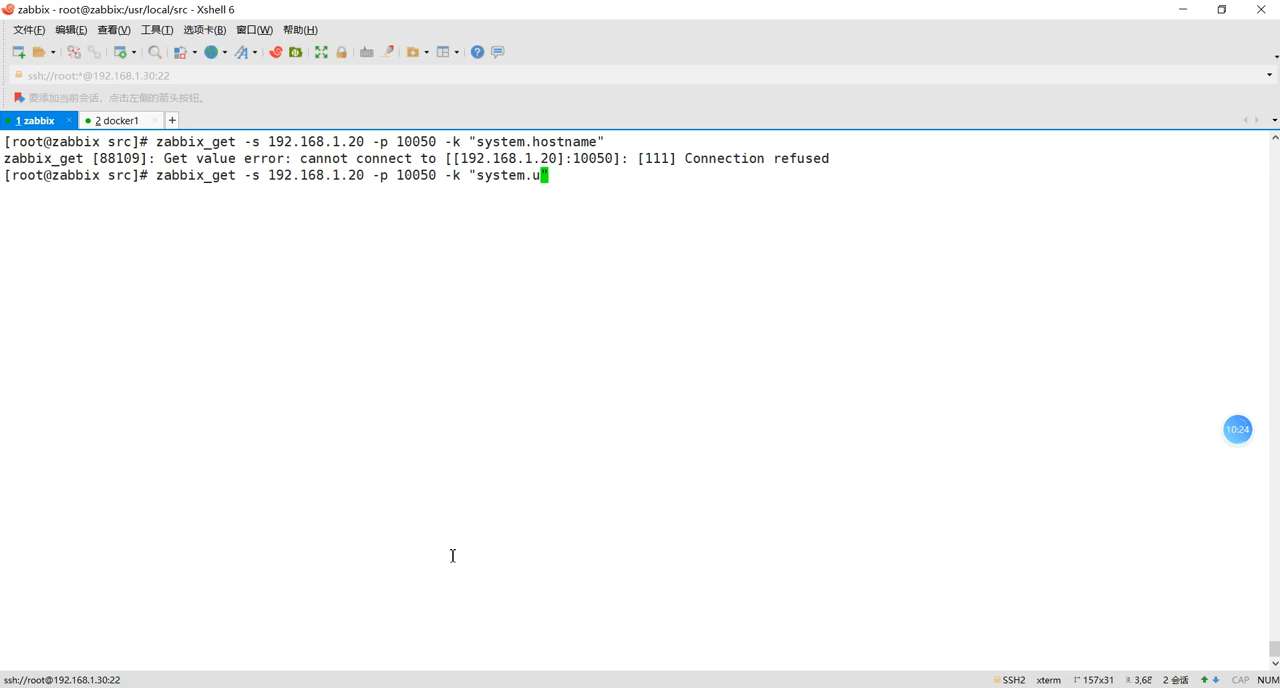 zabbix - root@zabbix:/usr/local/src - Xshell 6
文件(F) 编辑(E) 查看(V) 工具(T) 选项卡(B) 窗口(W) 帮助(H)
ssh://root:*@192.168.1.30:22
要添加当前会话，点击左侧的箭头按钮。
1 zabbix × 2 docker1 × +
[root@zabbix src]# zabbix_get -s 192.168.1.20 -p 10050 -k "system.hostname"
zabbix_get [88109]: Get value error: cannot connect to [[192.168.1.20]:10050]: [111] Connection refused
[root@zabbix src]# zabbix_get -s 192.168.1.20 -p 10050 -k "system.u"
10:24
ssh://root@192.168.1.30:22 SSH2 xterm 157x31 3,68 2 会话 CAP NUM